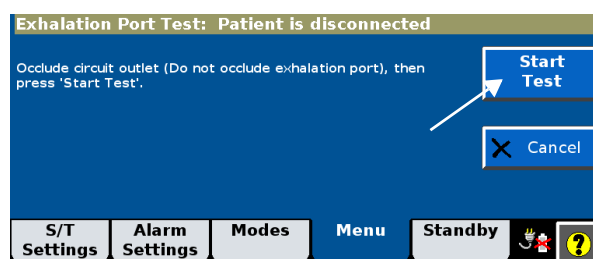 Exhalation Port Test: Patient is disconnected
Occlude circuit outlet (Do not occlude exhalation port), then
press 'Start Test'.
Start
Test
Cancel
S/T
Settings
Alarm
Settings
Modes
Menu
Standby
?